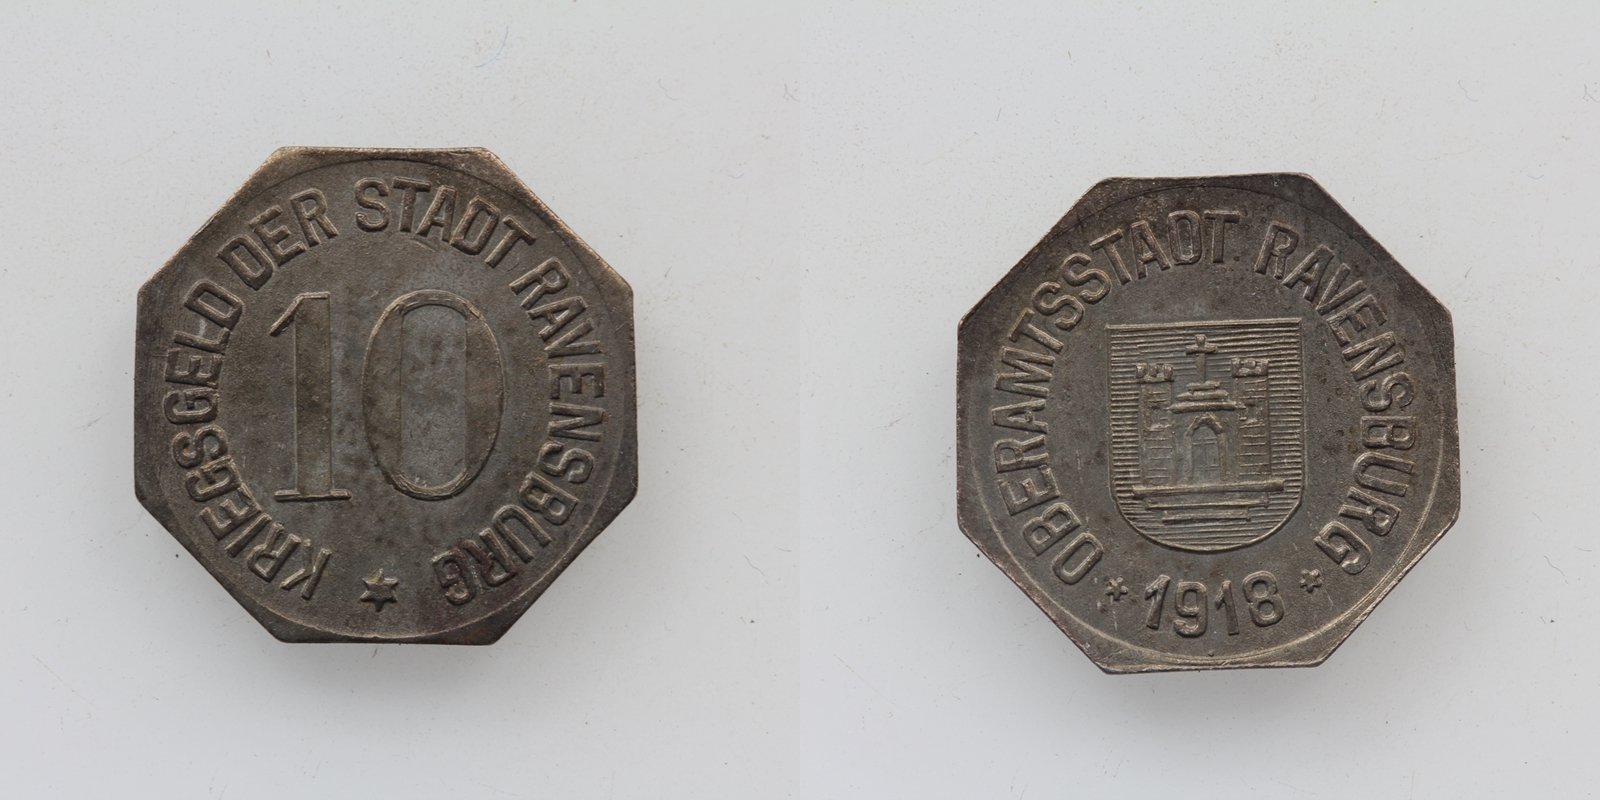 KRIEGSGELD DER STADT RAVENSBURG
10
OBERAMTSSTADT RAVENSBURG
1918